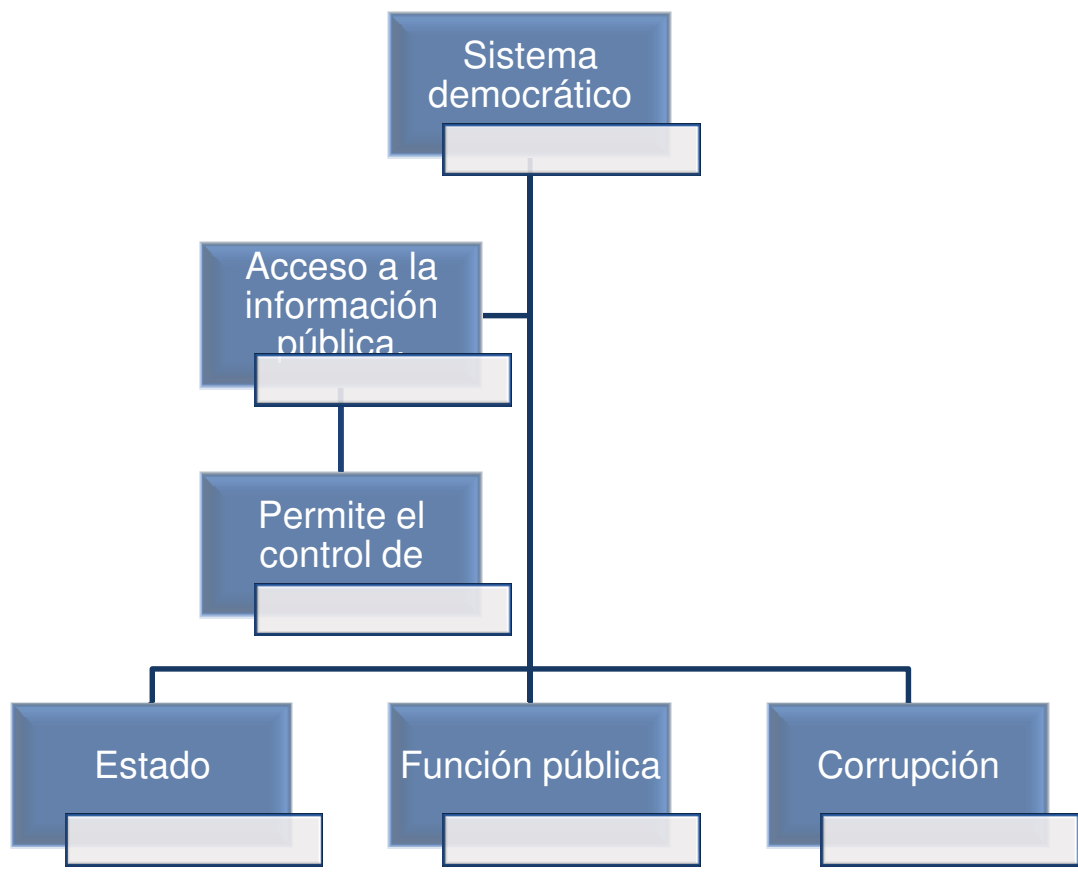 Sistema
democrático
Acceso a la
información
pública.
Permite el
control de
Estado
Función pública
Corrupción